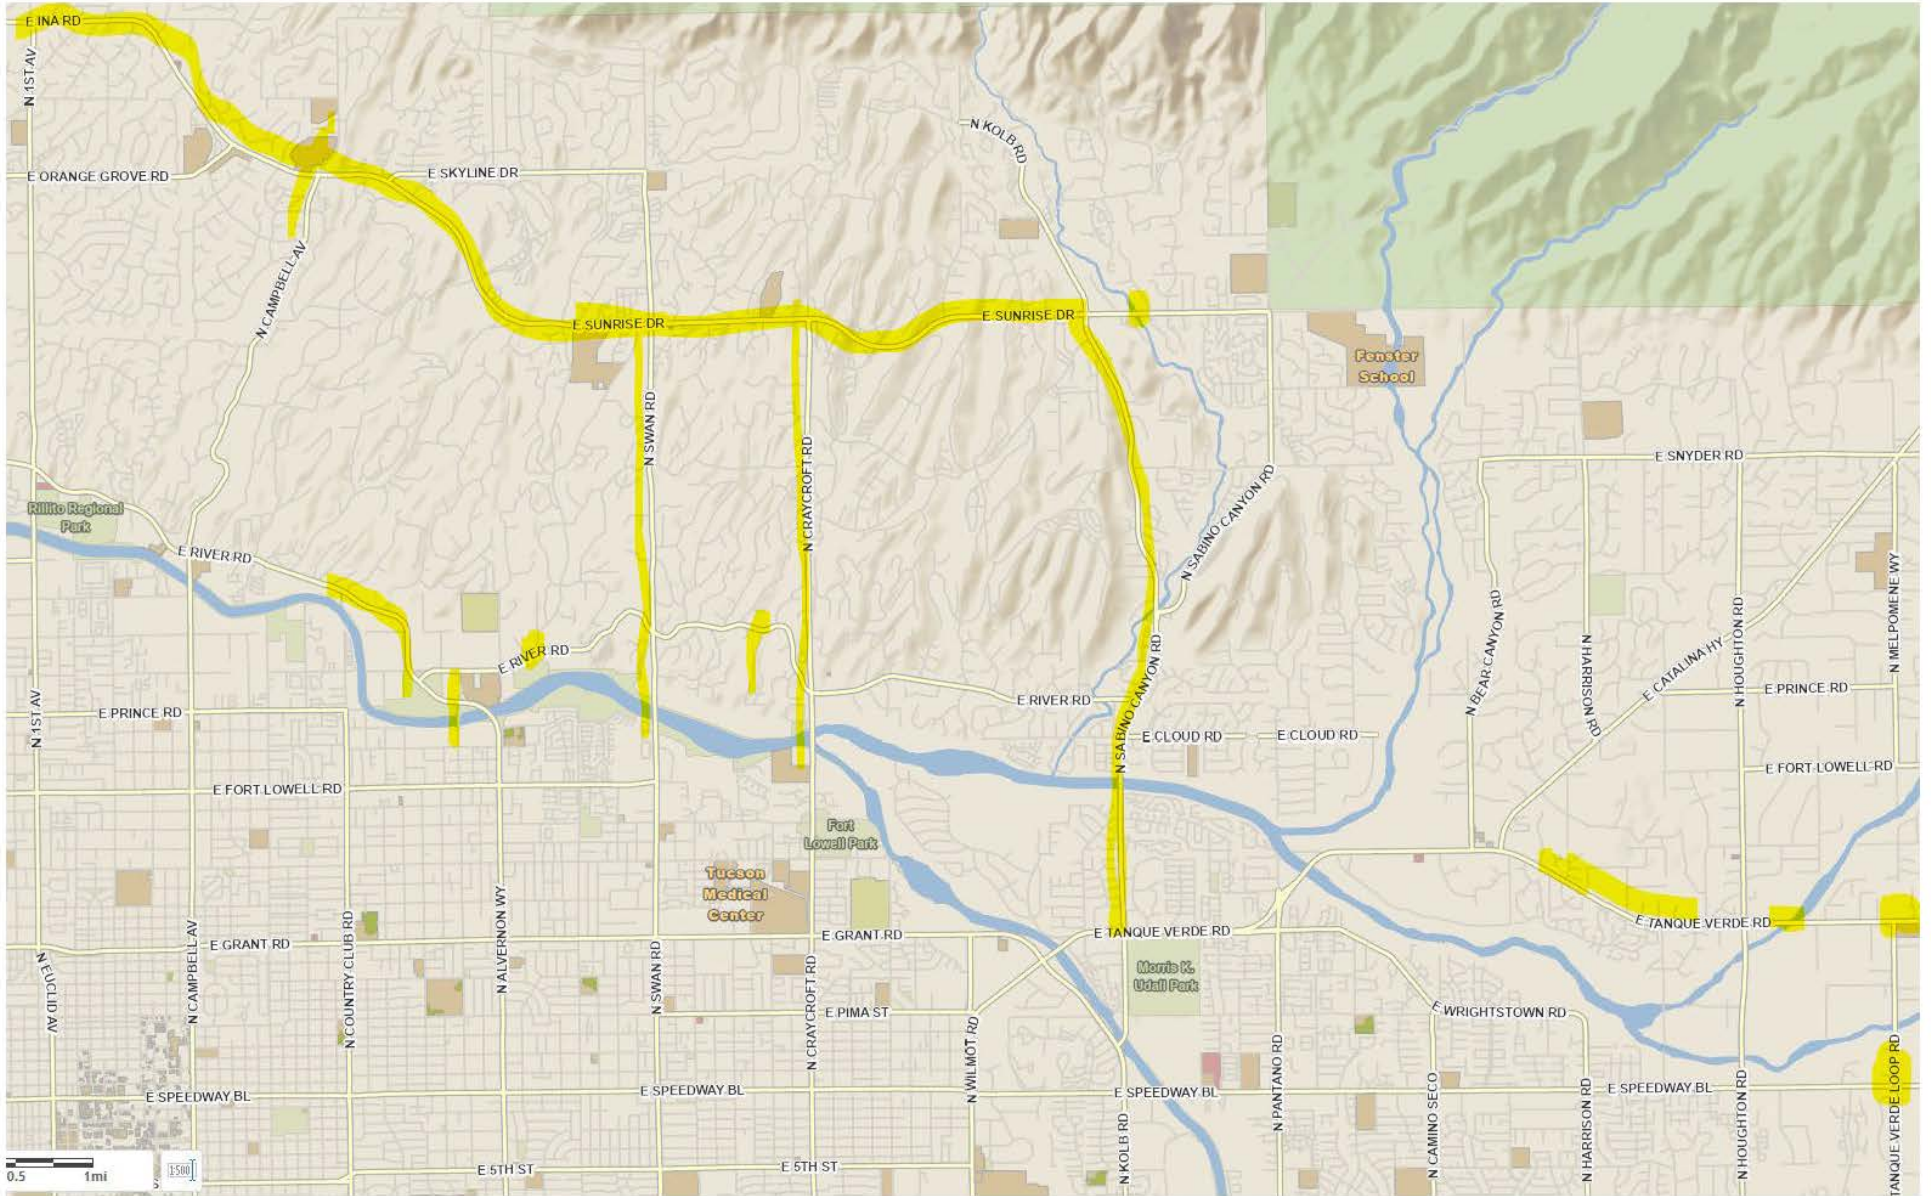 E INA RD
N 1ST AV
N KOLB RD
E ORANGE GROVE RD
E SKYLINE DR
N CAMPBELL AV
E SUNRISE DR
E SUNRISE DR
Fenster
School
N SWAN RD
N CRAYCROFT RD
E SNYDER RD
N SABINO CANYON RD
Rillito Regional
Park
E RIVER RD
N MELPOMENE WY
N BEAR CANYON RD
N HARRISON RD
N HOUGHTON RD
E CATALINA HY
E RIVER RD
N SABINO CANYON RD
E RIVER RD
E PRINCE RD
N 1ST AV
E PRINCE RD
E CLOUD RD
E CLOUD RD
E FORT LOWELL RD
E FORT LOWELL RD
Fort
Lowell Park
Tucson
Medical
Center
N ALVERNON WY
N COUNTRY CLUB RD
N CAMPBELL AV
E GRANT RD
E GRANT RD
E TANQUE VERDE RD
E TANQUE VERDE RD
N EUCLID AV
N SWAN RD
N CRAYCROFT RD
Morris K.
Udall Park
E PIMA ST
E WRIGHTSTOWN RD
N WILMOT RD
N PANTANO RD
N CAMINO SECO
N HARRISON RD
N HOUGHTON RD
TANQUE VERDE LOOP RD
E SPEEDWAY BL
E SPEEDWAY BL
E SPEEDWAY BL
E SPEEDWAY BL
N KOLB RD
E 5TH ST
E 5TH ST
0.5 1mi